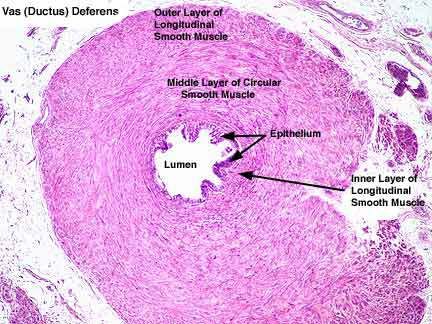 Vas (Ductus) Deferens
Outer Layer of
Longitudinal
Smooth Muscle
Middle Layer of Circular
Smooth Muscle
Epithelium
Lumen
Inner Layer of
Longitudinal
Smooth Muscle